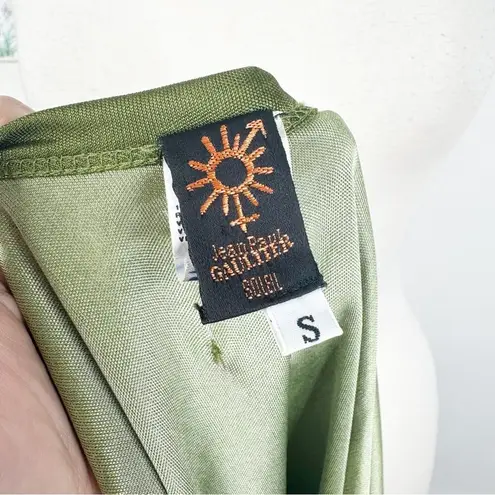 Jean Paul
GAULTIER
SOLEIL
S